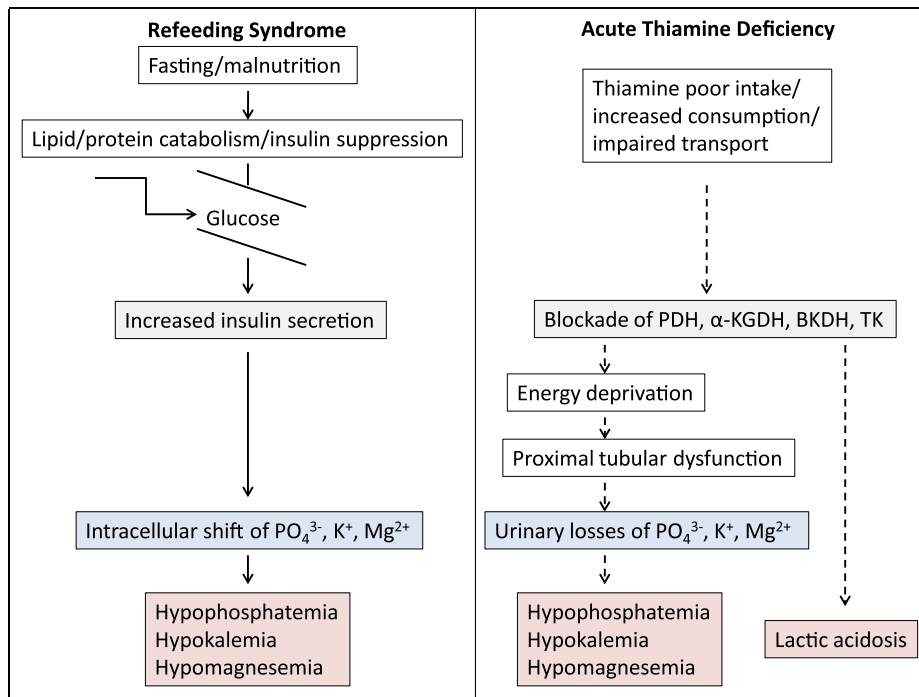 Refeeding Syndrome
Fasting/malnutrition
Lipid/protein catabolism/insulin suppression
Glucose
Increased insulin secretion
Intracellular shift of PO₄³⁻, K⁺, Mg²⁺
Hypophosphatemia
Hypokalemia
Hypomagnesemia
Acute Thiamine Deficiency
Thiamine poor intake/
increased consumption/
impaired transport
Blockade of PDH, α-KGDH, BKDH, TK
Energy deprivation
Proximal tubular dysfunction
Urinary losses of PO₄³⁻, K⁺, Mg²⁺
Hypophosphatemia
Hypokalemia
Hypomagnesemia
Lactic acidosis